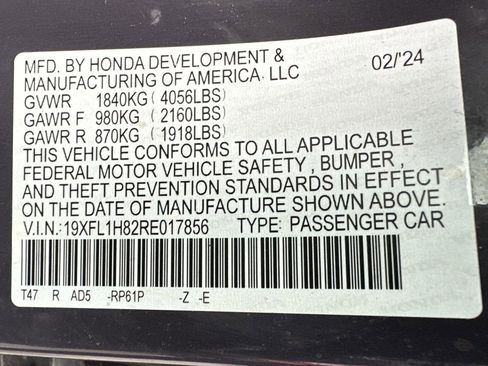 MFD. BY HONDA DEVELOPMENT &
MANUFACTURING OF AMERICA, LLC 02/'24
GVWR 1840KG(4056LBS)
GAWR F 980KG(2160LBS)
GAWR R 870KG(1918LBS)
THIS VEHICLE CONFORMS TO ALL APPLICABLE
FEDERAL MOTOR VEHICLE SAFETY , BUMPER ,
AND THEFT PREVENTION STANDARDS IN EFFECT
ON THE DATE OF MANUFACTURE SHOWN ABOVE.
V.I.N.:19XFL1H82RE017856 TYPE: PASSENGER CAR
T47 R AD5 -RP61P -Z -E